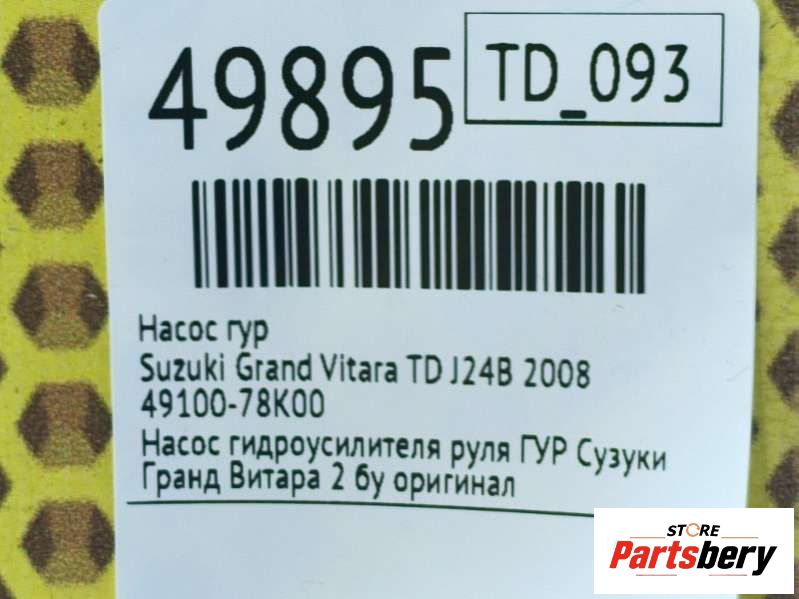 49895
TD_093
Насос гур
Suzuki Grand Vitara TD J24B 2008
49100-78K00
Насос гидроусилителя руля ГУР Сузуки
Гранд Витара 2 бу оригинал
STORE
Partsbery